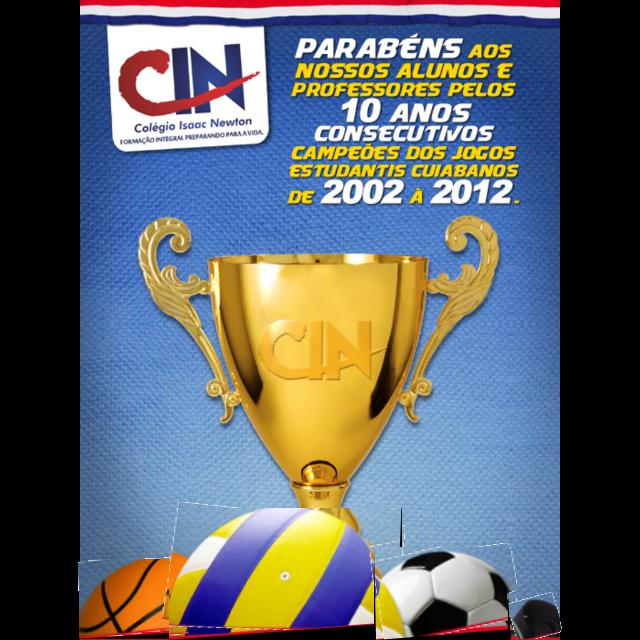 CIN
Colégio Isaac Newton
FORMAÇÃO INTEGRAL PREPARANDO PARA A VIDA.
PARABÉNS AOS
NOSSOS ALUNOS E
PROFESSORES PELOS
10 ANOS
CONSECUTIVOS
CAMPEÕES DOS JOGOS
ESTUDANTIS CUIABANOS
DE 2002 À 2012.
CIN